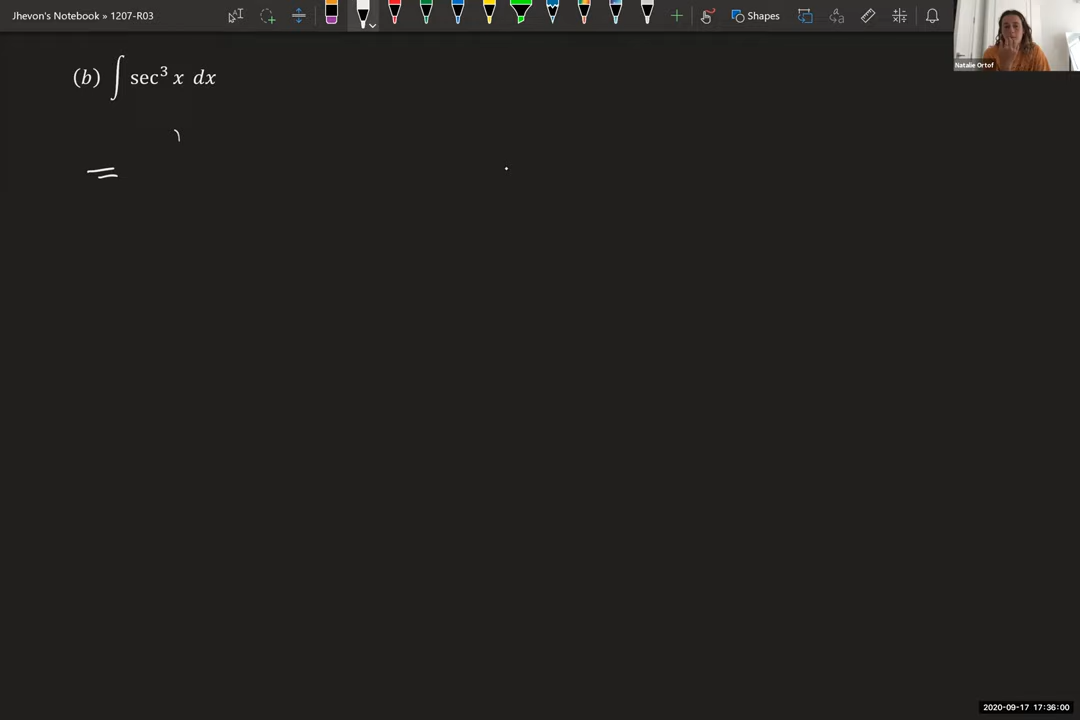 Jhevon's Notebook » 1207-R03
Shapes
Natalie Ortof
(b) ∫ sec³ x dx
=
2020-09-17 17:36:00